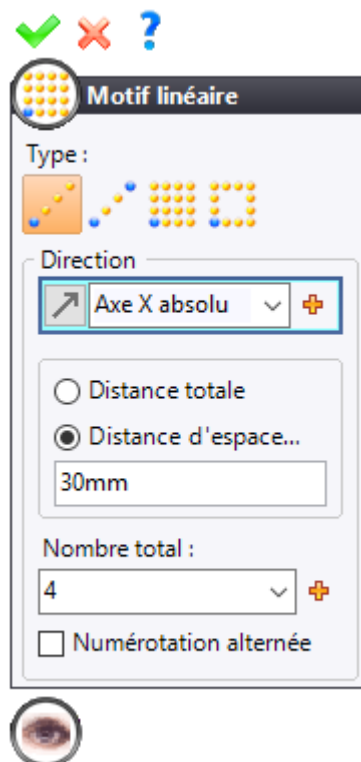 Motif linéaire
Type :
Direction
Axe X absolu
Distance totale
Distance d'espace...
30mm
Nombre total :
4
Numérotation alternée